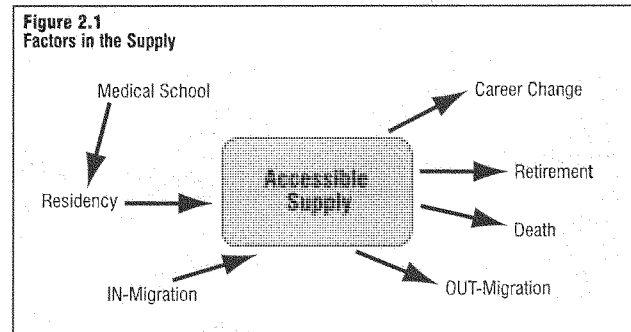 Figure 2.1
Factors in the Supply
Medical School
Career Change
Accessible
Supply
Retirement
Residency
Death
IN-Migration
OUT-Migration